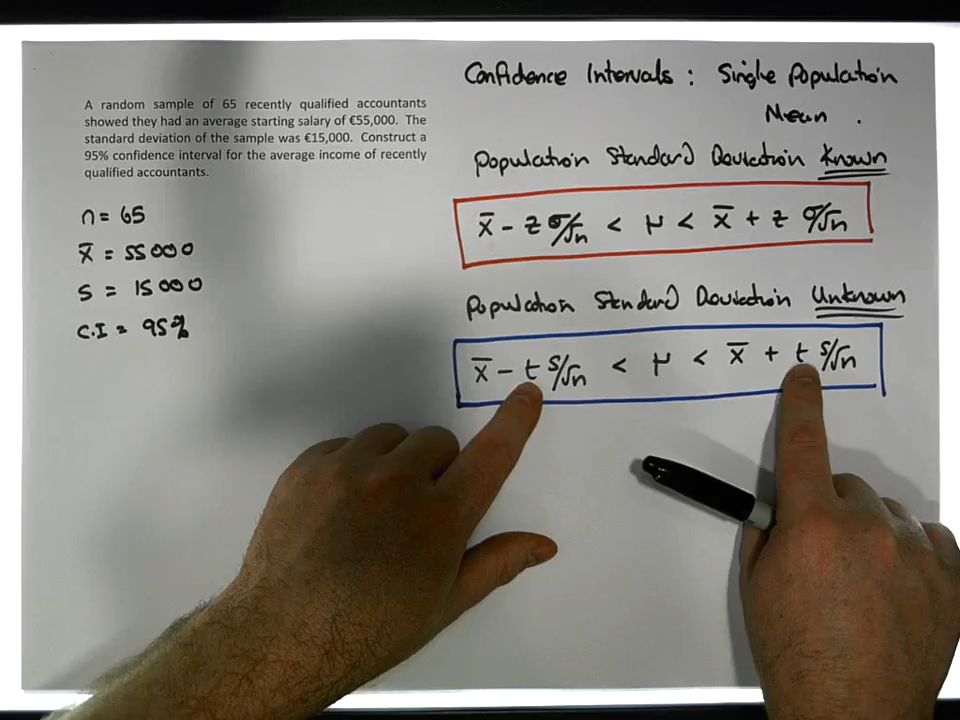 A random sample of 65 recently qualified accountants
showed they had an average starting salary of €55,000. The
standard deviation of the sample was €15,000. Construct a
95% confidence interval for the average income of recently
qualified accountants.
n = 65
x̄ = 55000
s = 15000
C.I = 95%
Confidence Intervals : Single Population
Mean .
Population Standard Deviation Known
x̄ - z σ/√n < μ < x̄ + z σ/√n
Population Standard Deviation Unknown
x̄ - t s/√n < μ < x̄ + t s/√n